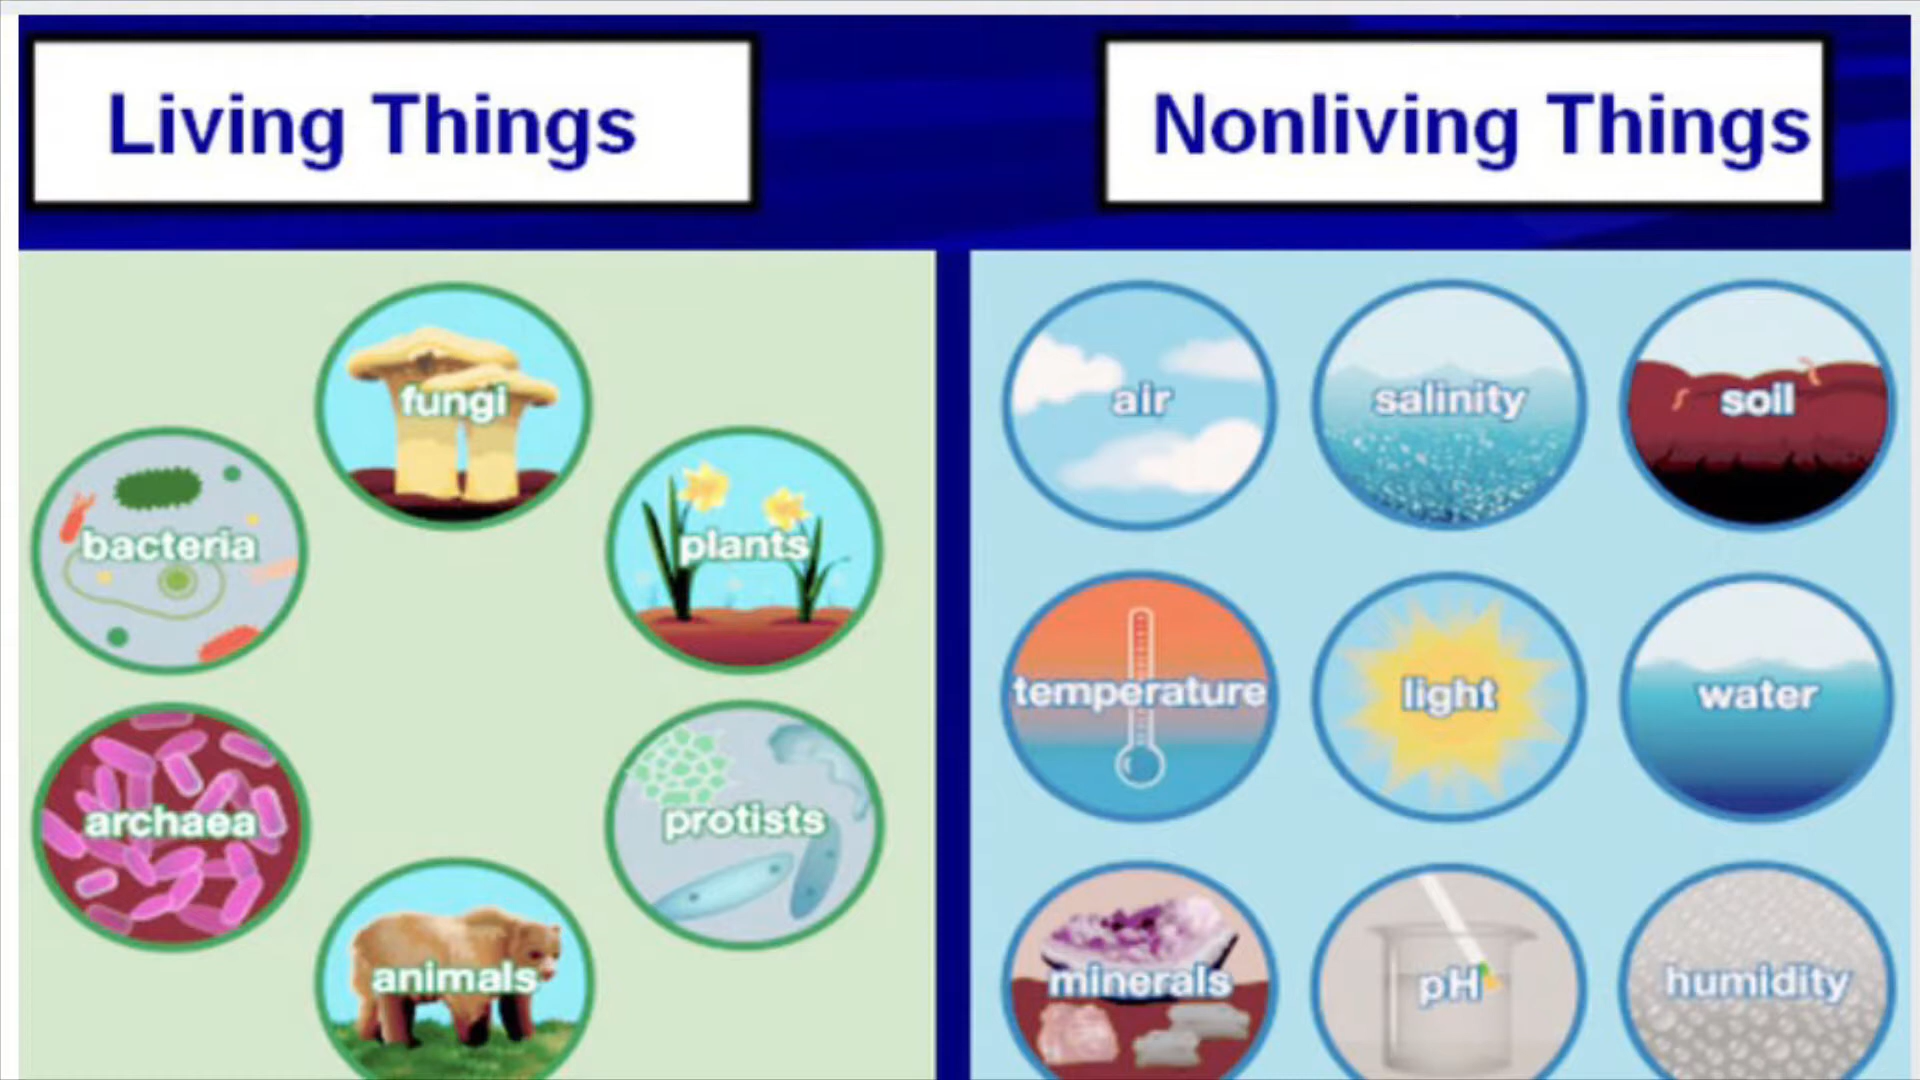 Living Things
Nonliving Things
fungi
bacteria
plants
archaea
protists
animals
air
salinity
soil
temperature
light
water
minerals
pH
humidity